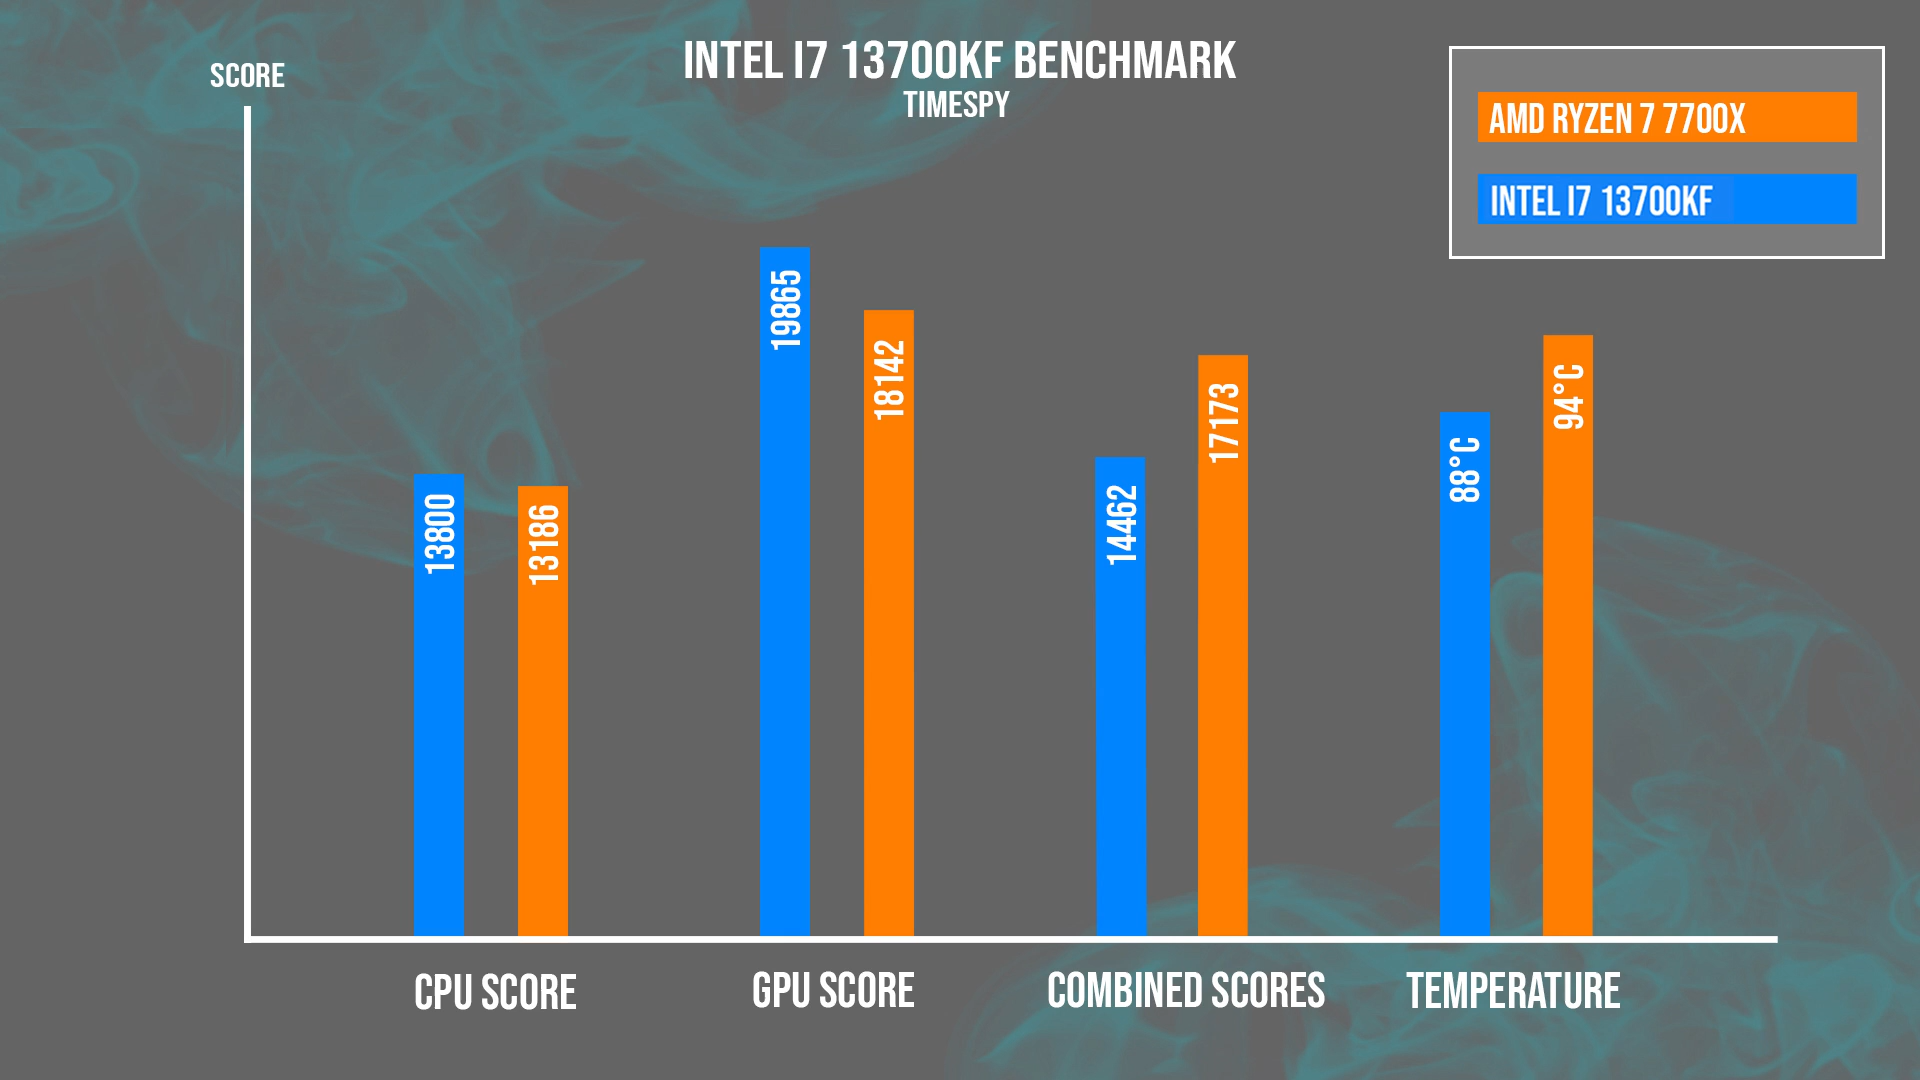 INTEL I7 13700KF BENCHMARK
TIMESPY
SCORE
AMD RYZEN 7 7700X
INTEL I7 13700KF
13800
13186
19865
18142
14462
17173
88°C
94°C
CPU SCORE
GPU SCORE
COMBINED SCORES
TEMPERATURE